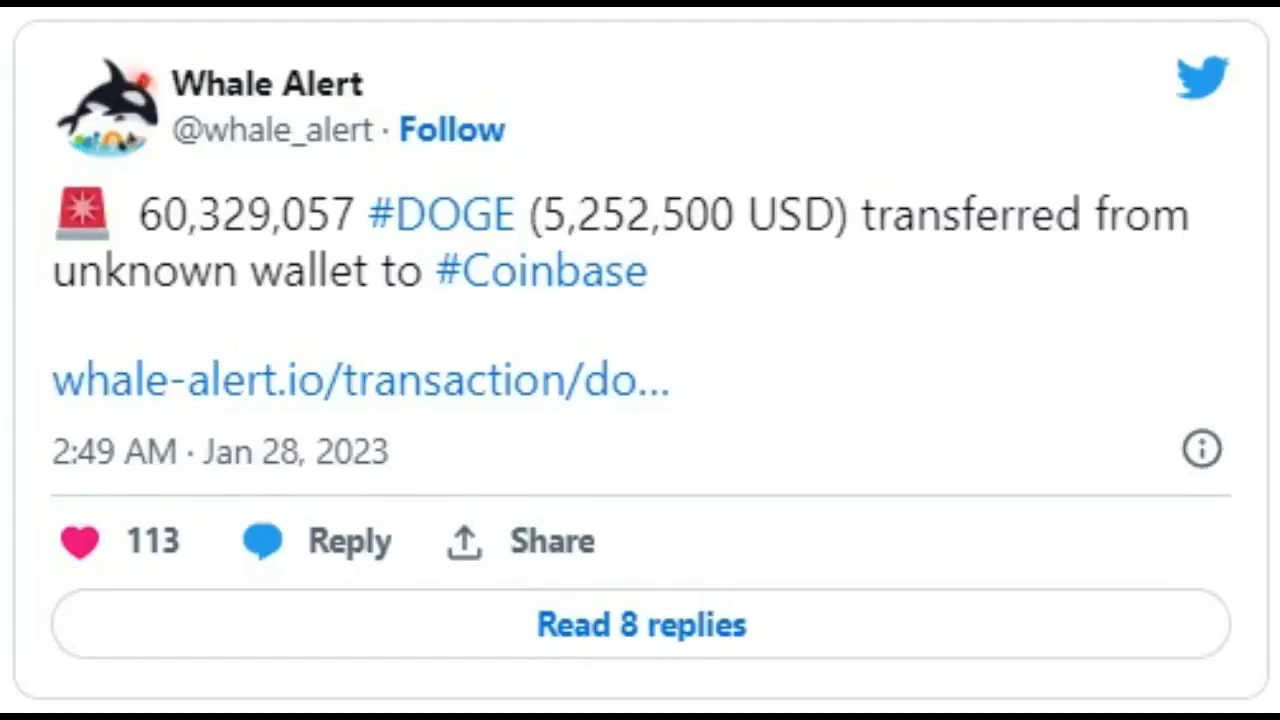 Whale Alert
@whale_alert · Follow
🚨 60,329,057 #DOGE (5,252,500 USD) transferred from
unknown wallet to #Coinbase
whale-alert.io/transaction/do...
2:49 AM · Jan 28, 2023
113 Reply Share
Read 8 replies